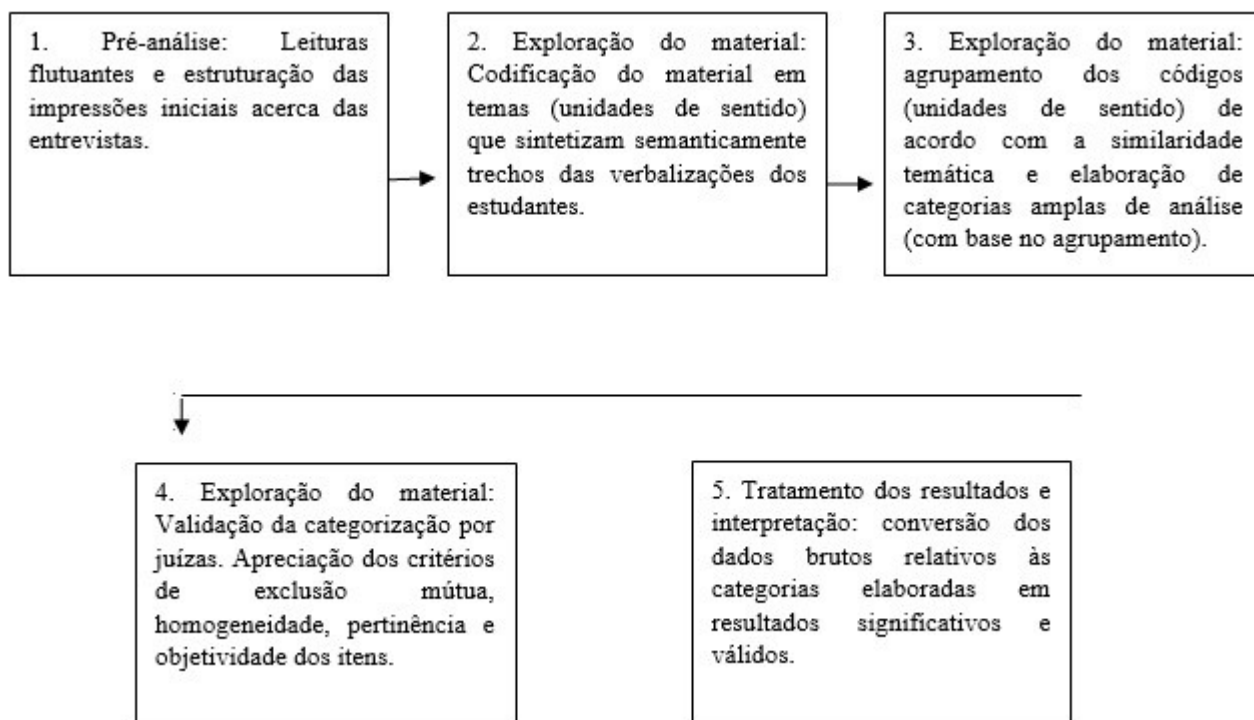 1. Pré-análise: Leituras
flutuantes e estruturação das
impressões iniciais acerca das
entrevistas.
2. Exploração do material:
Codificação do material em
temas (unidades de sentido)
que sintetizam semanticamente
trechos das verbalizações dos
estudantes.
3. Exploração do material:
agrupamento dos códigos
(unidades de sentido) de
acordo com a similaridade
temática e elaboração de
categorias amplas de análise
(com base no agrupamento).
4. Exploração do material:
Validação da categorização por
juízas. Apreciação dos critérios
de exclusão mútua,
homogeneidade, pertinência e
objetividade dos itens.
5. Tratamento dos resultados e
interpretação: conversão dos
dados brutos relativos às
categorias elaboradas em
resultados significativos e
válidos.